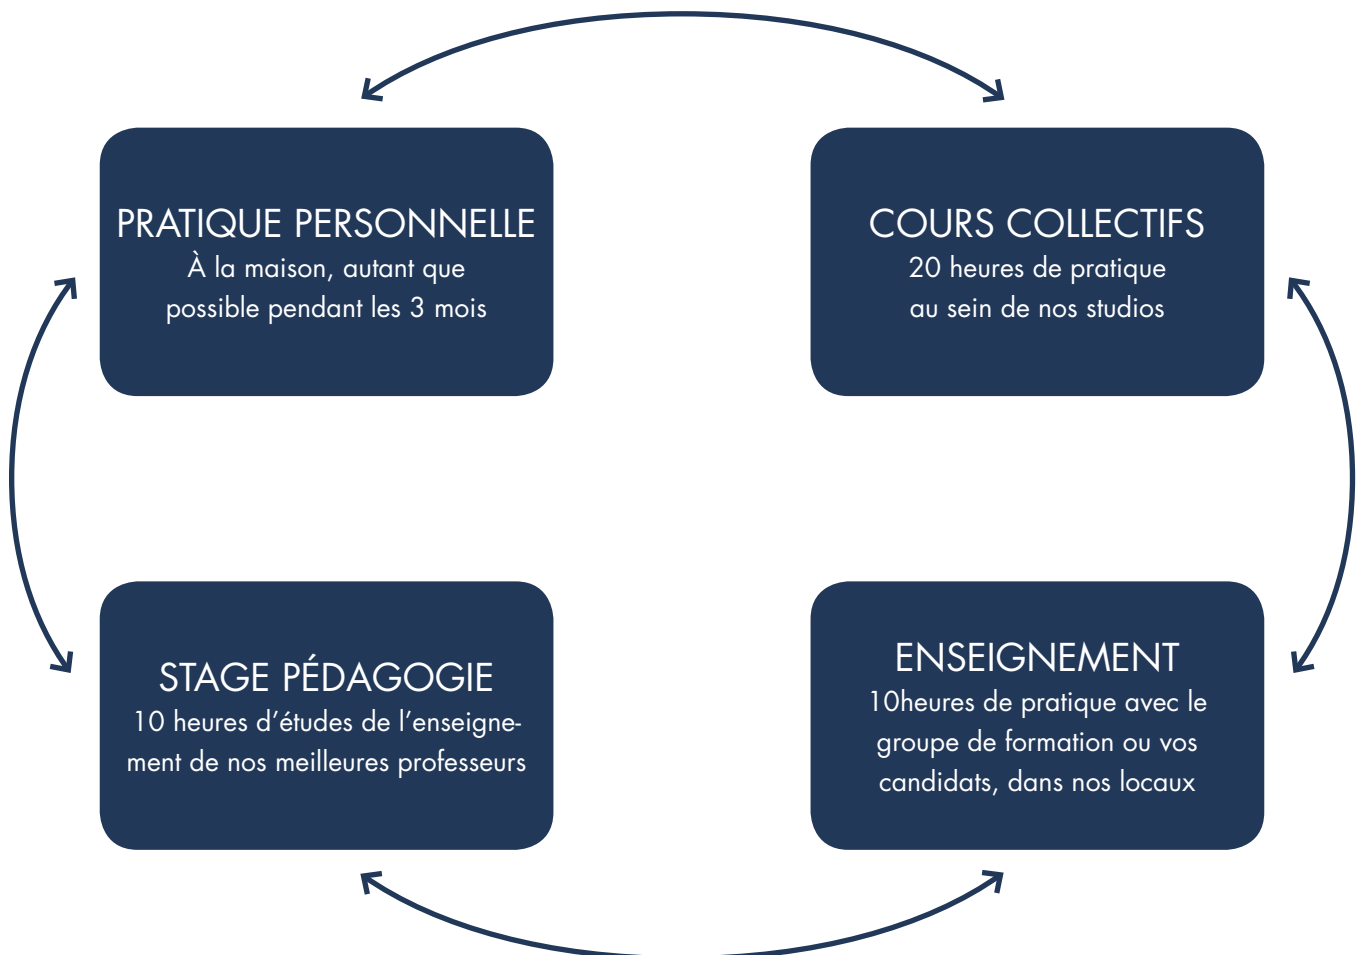 PRATIQUE PERSONNELLE
À la maison, autant que
possible pendant les 3 mois
COURS COLLECTIFS
20 heures de pratique
au sein de nos studios
STAGE PÉDAGOGIE
10 heures d’études de l’enseigne-
ment de nos meilleures professeurs
ENSEIGNEMENT
10heures de pratique avec le
groupe de formation ou vos
candidats, dans nos locaux